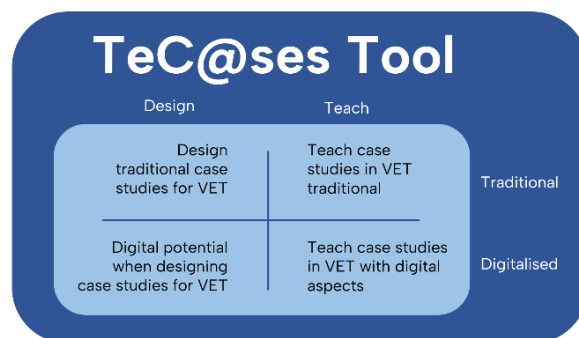 TeC@ses Tool
Design
Teach
Design
traditional case
studies for VET
Teach case
studies in VET
traditional
Traditional
Digital potential
when designing
case studies for VET
Teach case studies
in VET with digital
aspects
Digitalised